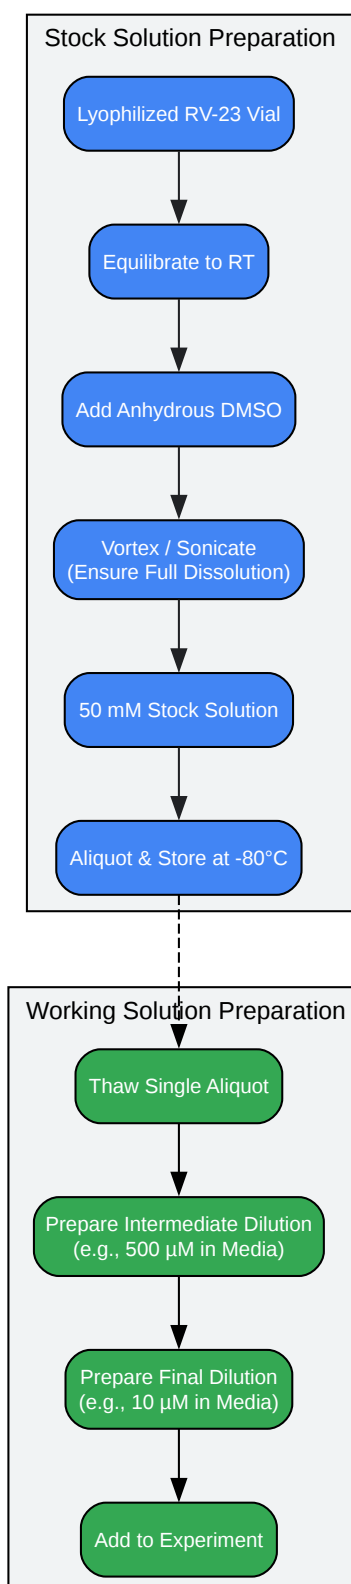 Stock Solution Preparation
Lyophilized RV-23 Vial
Equilibrate to RT
Add Anhydrous DMSO
Vortex / Sonicate
(Ensure Full Dissolution)
50 mM Stock Solution
Aliquot & Store at -80°C
Working Solution Preparation
Thaw Single Aliquot
Prepare Intermediate Dilution
(e.g., 500 µM in Media)
Prepare Final Dilution
(e.g., 10 µM in Media)
Add to Experiment